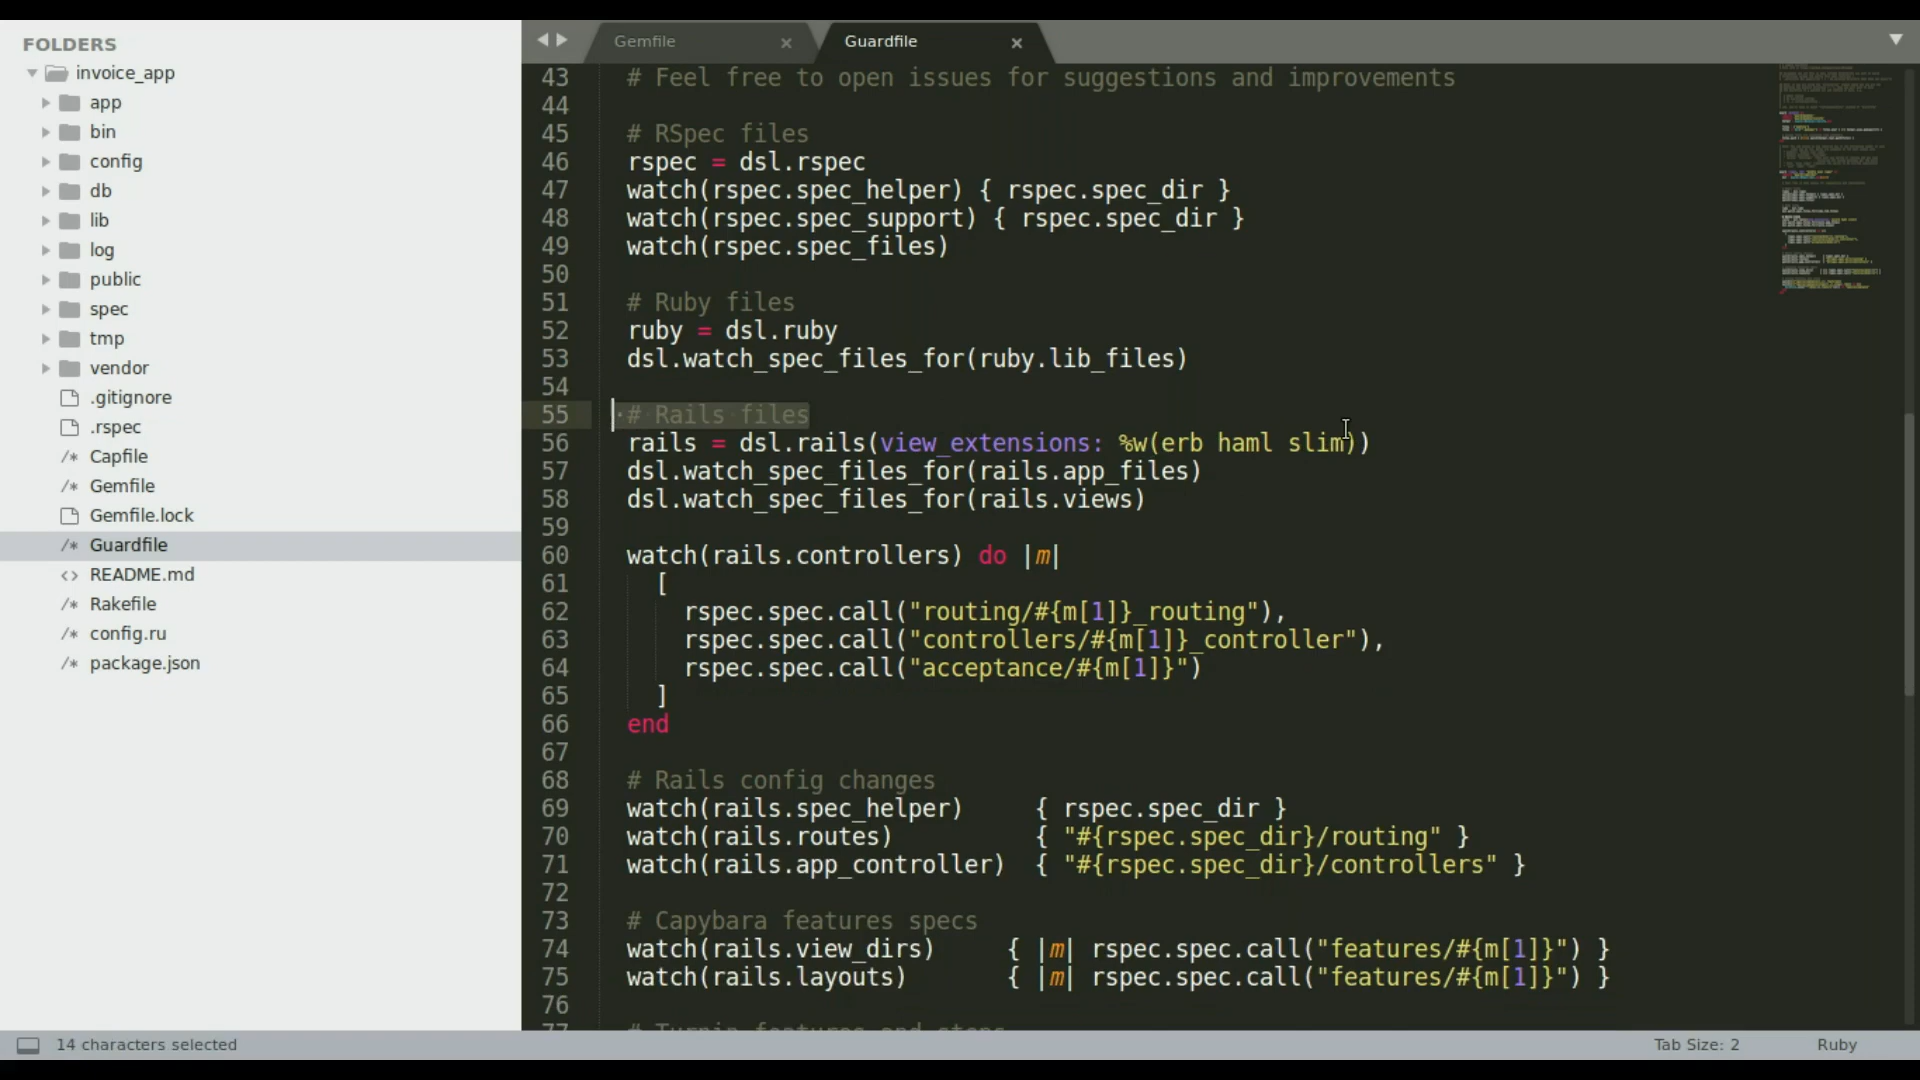 FOLDERS
invoice_app
app
bin
config
db
lib
log
public
spec
tmp
vendor
.gitignore
.rspec
/* Capfile
/* Gemfile
Gemfile.lock
/* Guardfile
<> README.md
/* Rakefile
/* config.ru
/* package.json
Gemfile × Guardfile ×
43 # Feel free to open issues for suggestions and improvements
44
45 # RSpec files
46 rspec = dsl.rspec
47 watch(rspec.spec_helper) { rspec.spec_dir }
48 watch(rspec.spec_support) { rspec.spec_dir }
49 watch(rspec.spec_files)
50
51 # Ruby files
52 ruby = dsl.ruby
53 dsl.watch_spec_files_for(ruby.lib_files)
54
55 # Rails files
56 rails = dsl.rails(view_extensions: %w(erb haml slim))
57 dsl.watch_spec_files_for(rails.app_files)
58 dsl.watch_spec_files_for(rails.views)
59
60 watch(rails.controllers) do |m|
61 [
62 rspec.spec.call("routing/#{m[1]}_routing"),
63 rspec.spec.call("controllers/#{m[1]}_controller"),
64 rspec.spec.call("acceptance/#{m[1]}")
65 ]
66 end
67
68 # Rails config changes
69 watch(rails.spec_helper) { rspec.spec_dir }
70 watch(rails.routes) { "#{rspec.spec_dir}/routing" }
71 watch(rails.app_controller) { "#{rspec.spec_dir}/controllers" }
72
73 # Capybara features specs
74 watch(rails.view_dirs) { |m| rspec.spec.call("features/#{m[1]}") }
75 watch(rails.layouts) { |m| rspec.spec.call("features/#{m[1]}") }
76
77 # Turnip features and steps
14 characters selected
Tab Size: 2
Ruby